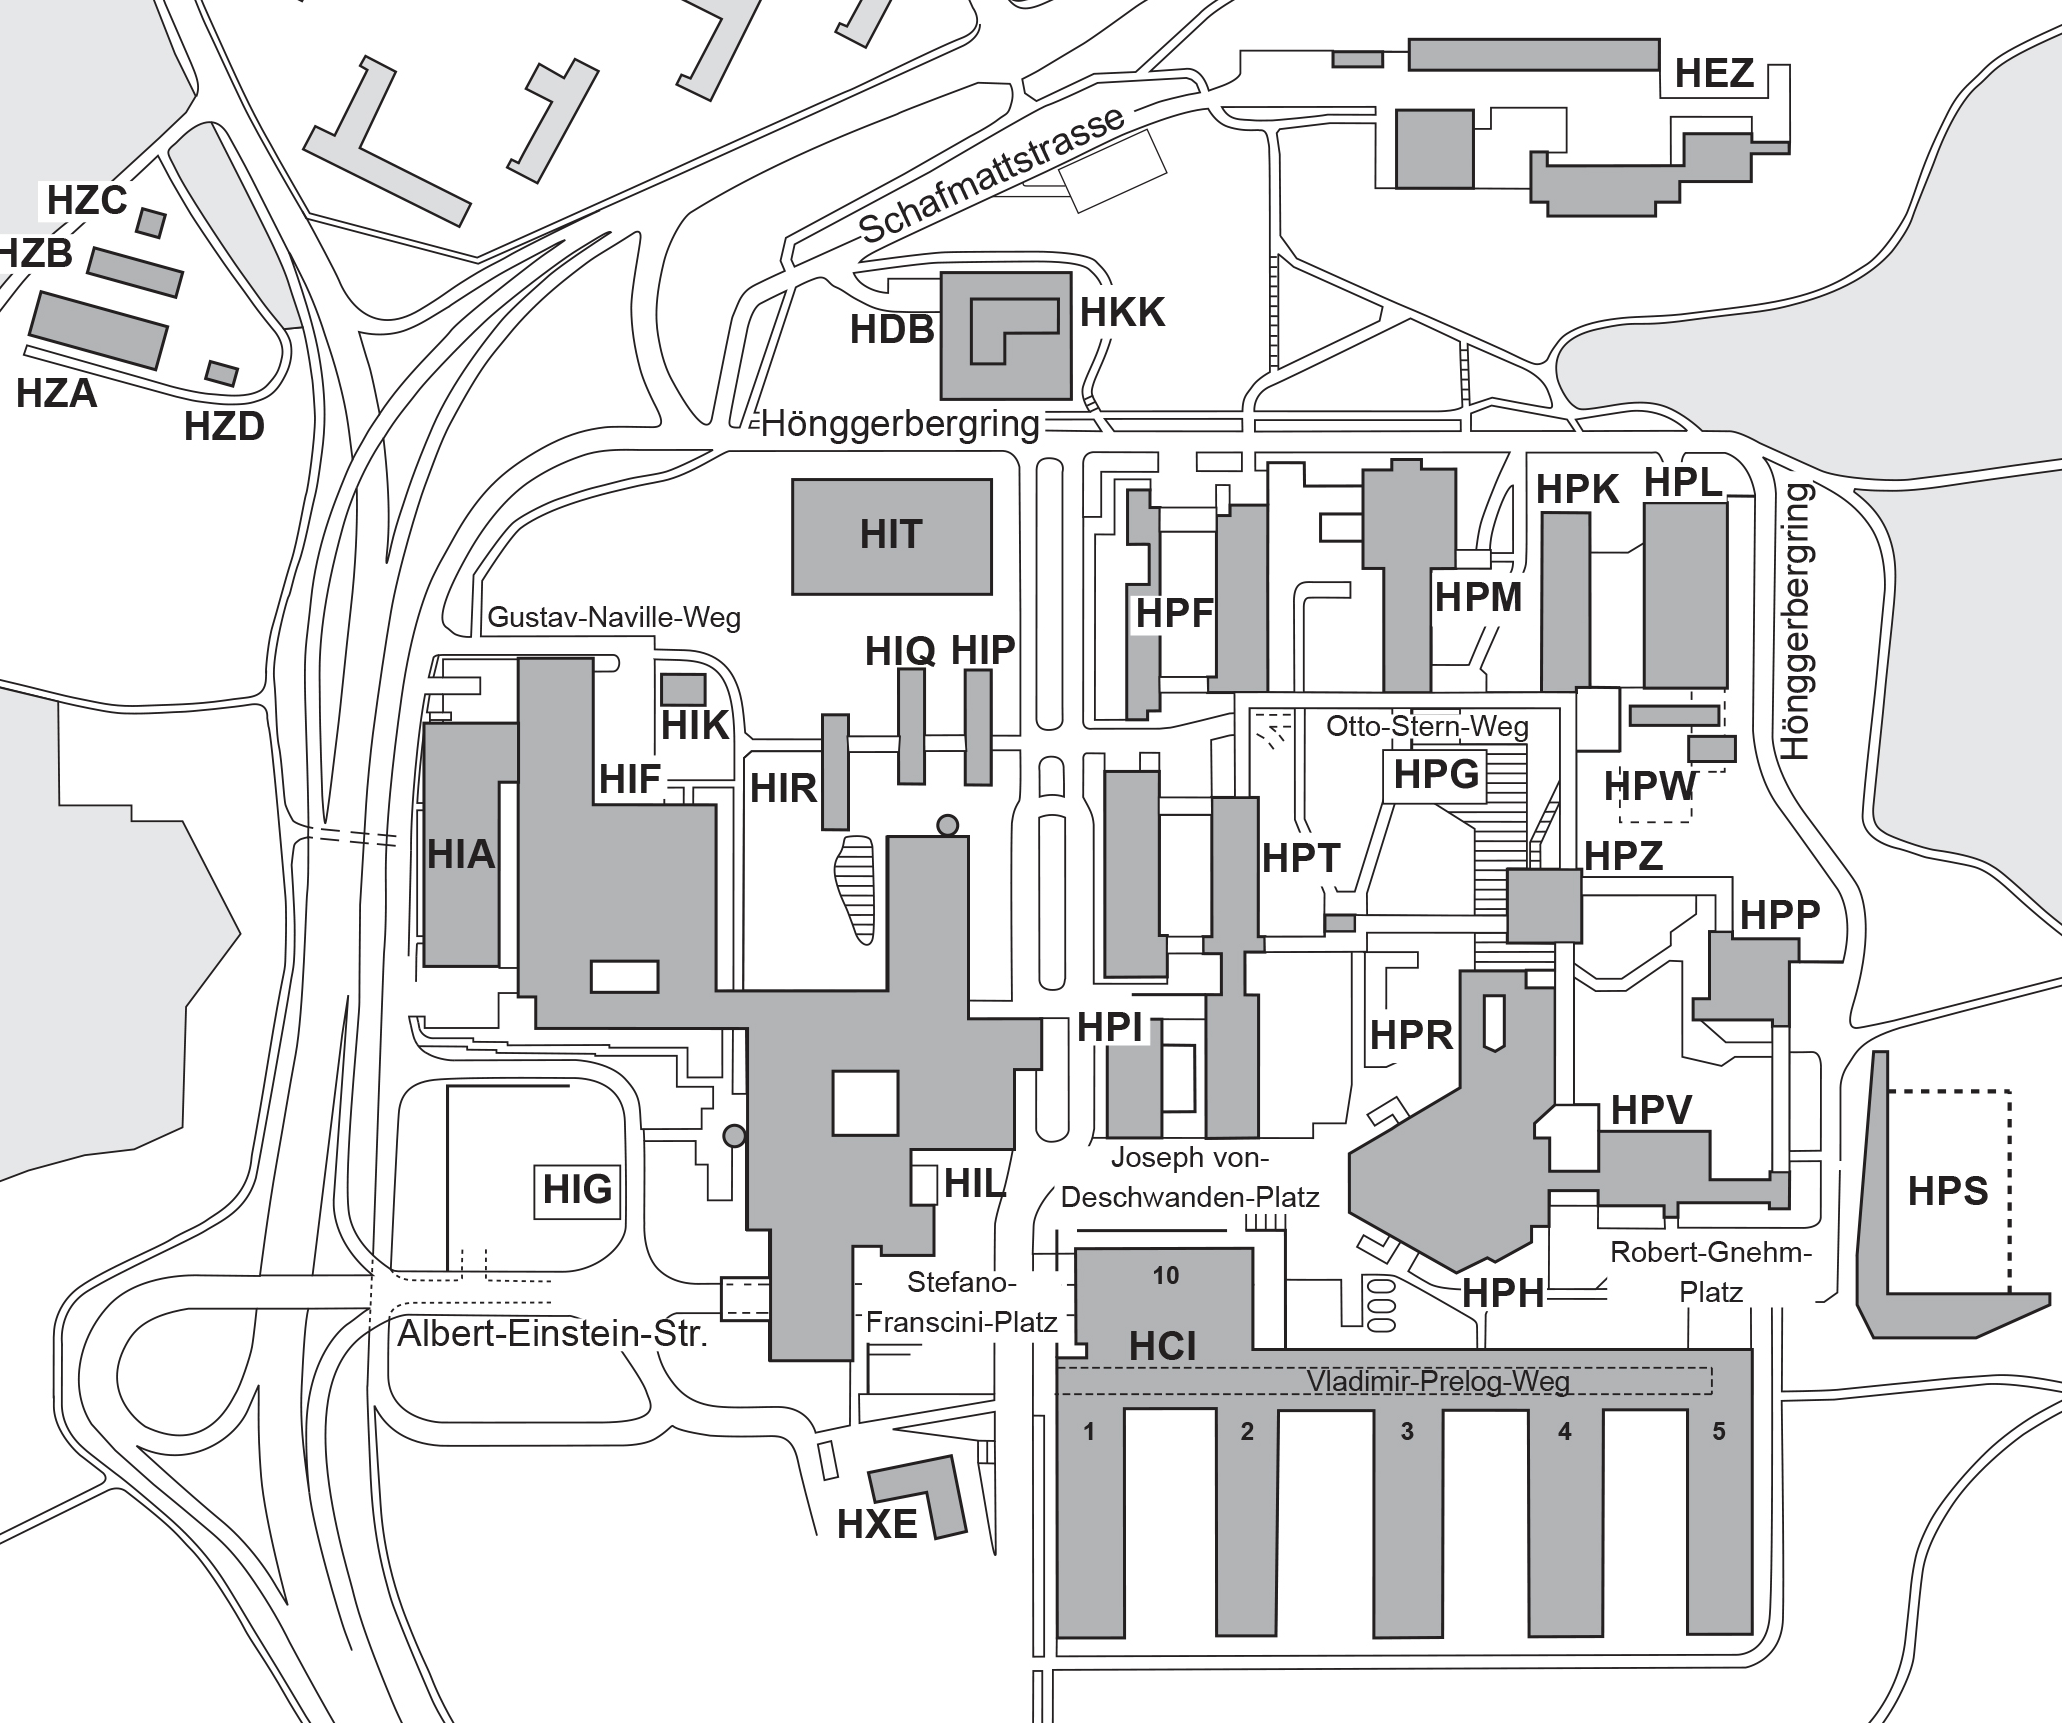 HEZ
Schafmattstrasse
HZC
HZB
HKK
HDB
HZA
HZD
Hönggerbergring
HPK
HPL
Hönggerbergring
HIT
HPM
HPF
Gustav-Naville-Weg
HIQ
HIP
HIK
Otto-Stern-Weg
HIF
HIR
HPG
HPW
HIA
HPT
HPZ
HPP
HPI
HPR
HPV
Joseph von-
Deschwanden-Platz
HIG
HIL
HPS
Robert-Gnehm-
Platz
Stefano-
Franscini-Platz
10
HPH
Albert-Einstein-Str.
HCI
Vladimir-Prelog-Weg
1
2
3
4
5
HXE